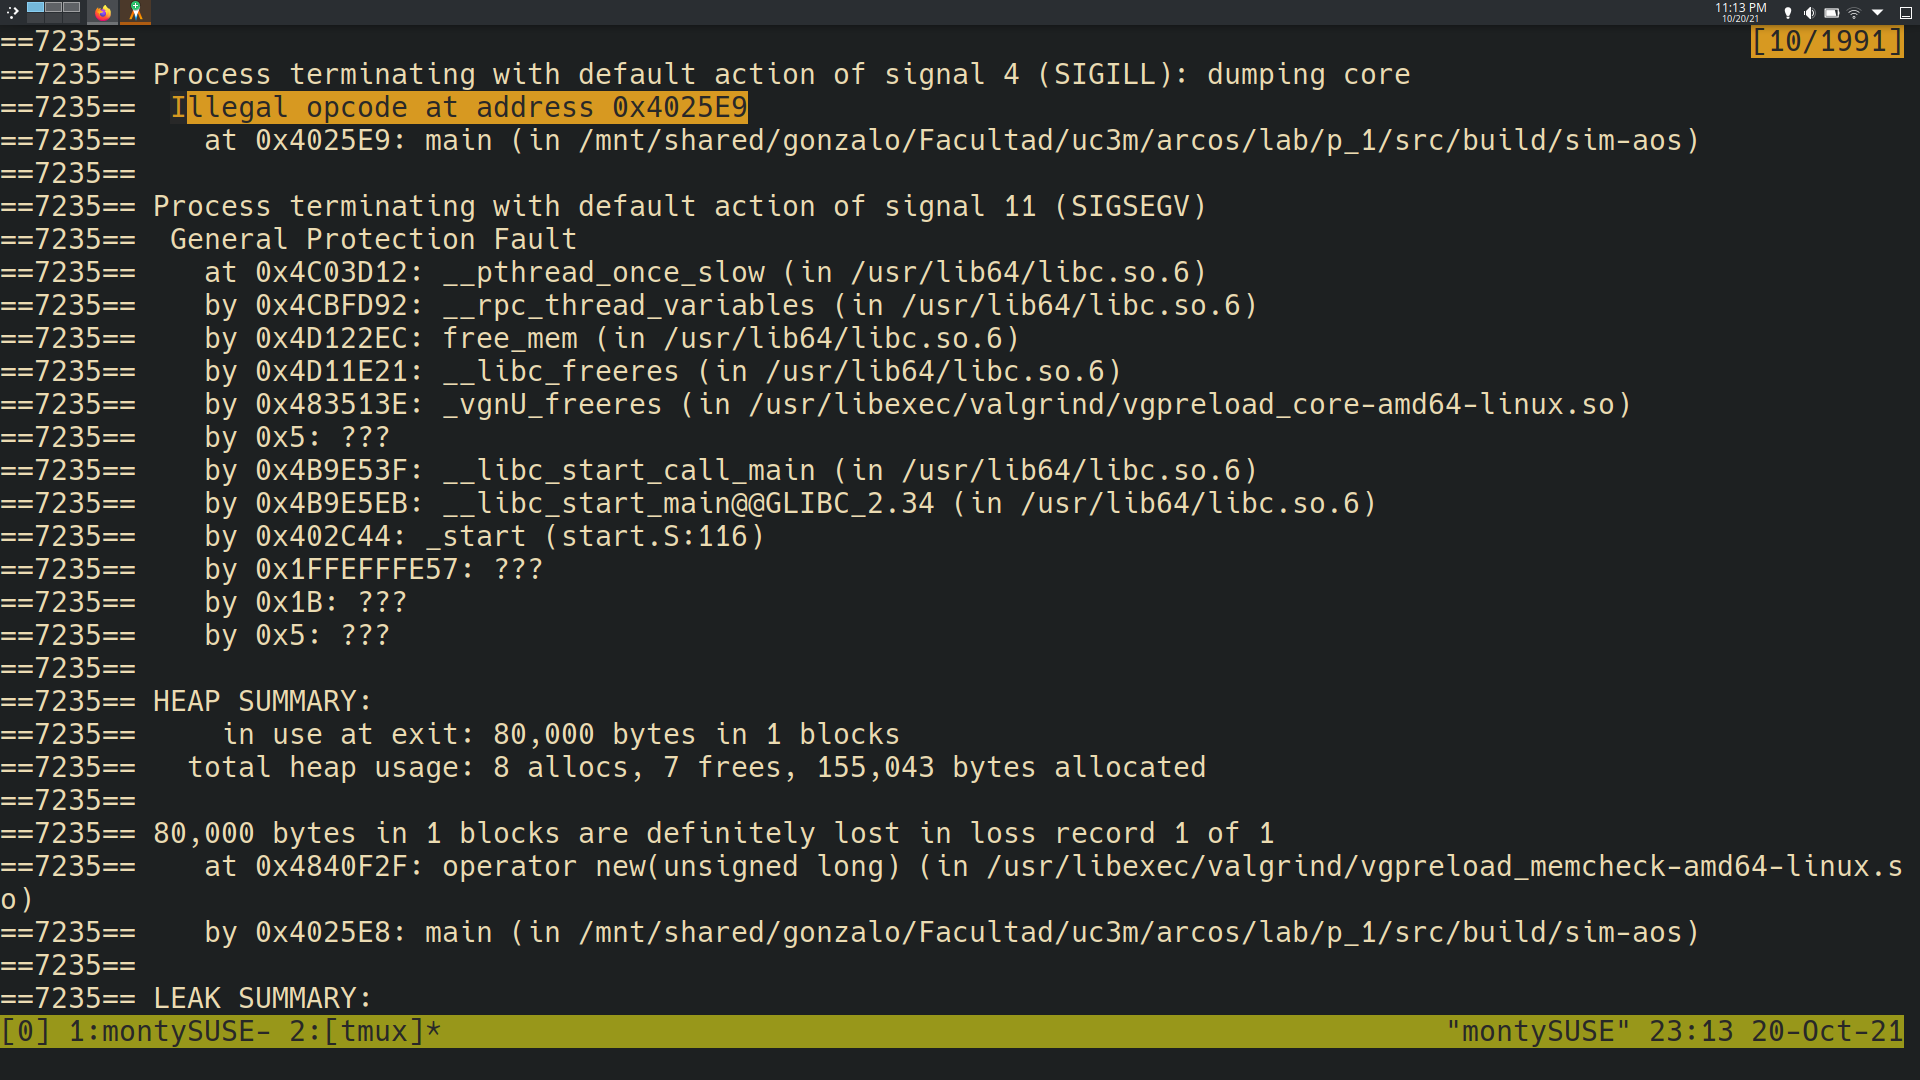 11:13 PM
10/20/21
==7235==
[10/1991]
==7235== Process terminating with default action of signal 4 (SIGILL): dumping core
==7235==  Illegal opcode at address 0x4025E9
==7235==    at 0x4025E9: main (in /mnt/shared/gonzalo/Facultad/uc3m/arcos/lab/p_1/src/build/sim-aos)
==7235==
==7235== Process terminating with default action of signal 11 (SIGSEGV)
==7235==  General Protection Fault
==7235==    at 0x4C03D12: __pthread_once_slow (in /usr/lib64/libc.so.6)
==7235==    by 0x4CBFD92: __rpc_thread_variables (in /usr/lib64/libc.so.6)
==7235==    by 0x4D122EC: free_mem (in /usr/lib64/libc.so.6)
==7235==    by 0x4D11E21: __libc_freeres (in /usr/lib64/libc.so.6)
==7235==    by 0x483513E: _vgnU_freeres (in /usr/libexec/valgrind/vgpreload_core-amd64-linux.so)
==7235==    by 0x5: ???
==7235==    by 0x4B9E53F: __libc_start_call_main (in /usr/lib64/libc.so.6)
==7235==    by 0x4B9E5EB: __libc_start_main@@GLIBC_2.34 (in /usr/lib64/libc.so.6)
==7235==    by 0x402C44: _start (start.S:116)
==7235==    by 0x1FFEFFFE57: ???
==7235==    by 0x1B: ???
==7235==    by 0x5: ???
==7235==
==7235== HEAP SUMMARY:
==7235==     in use at exit: 80,000 bytes in 1 blocks
==7235==   total heap usage: 8 allocs, 7 frees, 155,043 bytes allocated
==7235==
==7235== 80,000 bytes in 1 blocks are definitely lost in loss record 1 of 1
==7235==    at 0x4840F2F: operator new(unsigned long) (in /usr/libexec/valgrind/vgpreload_memcheck-amd64-linux.s
o)
==7235==    by 0x4025E8: main (in /mnt/shared/gonzalo/Facultad/uc3m/arcos/lab/p_1/src/build/sim-aos)
==7235==
==7235== LEAK SUMMARY:
[0] 1:montySUSE- 2:[tmux]*
"montySUSE" 23:13 20-Oct-21